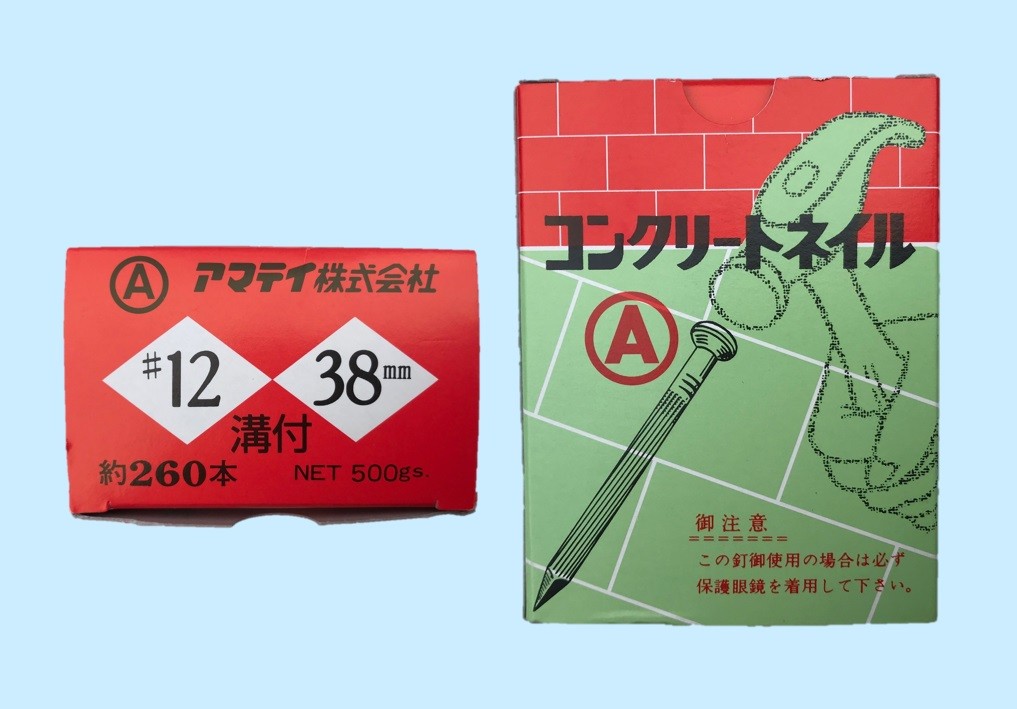 Ⓐ アマテイ株式会社
#12 38mm
溝付
約260本 NET 500gs.
コンクリートネイル
Ⓐ
御注意
=======
この釘御使用の場合は必ず
保護眼鏡を着用して下さい。